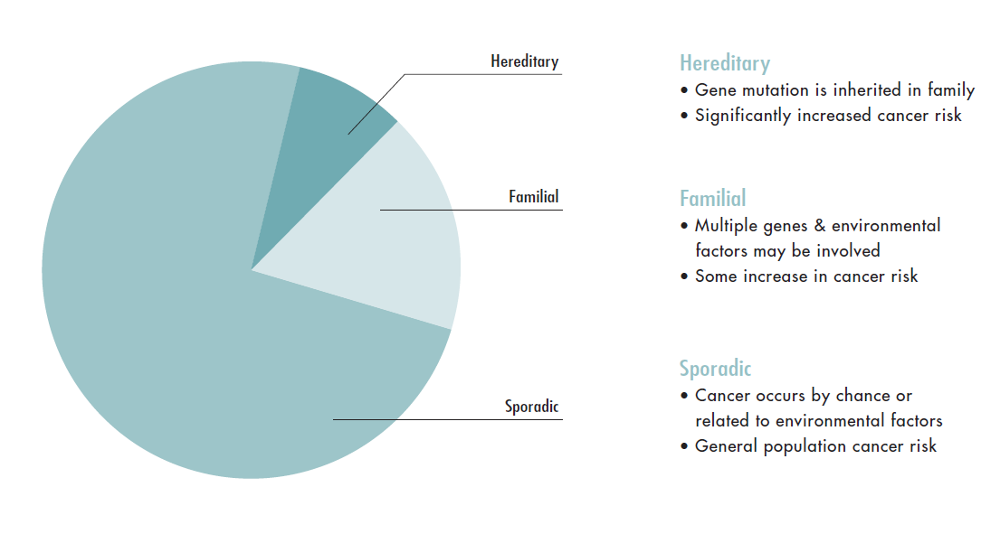 Hereditary
Familial
Sporadic
Hereditary
• Gene mutation is inherited in family
• Significantly increased cancer risk
Familial
• Multiple genes & environmental
factors may be involved
• Some increase in cancer risk
Sporadic
• Cancer occurs by chance or
related to environmental factors
• General population cancer risk